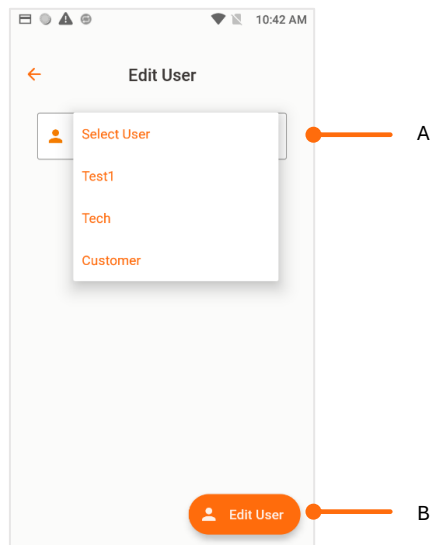 10:42 AM
Edit User
Select User
A
Test1
Tech
Customer
Edit User
B